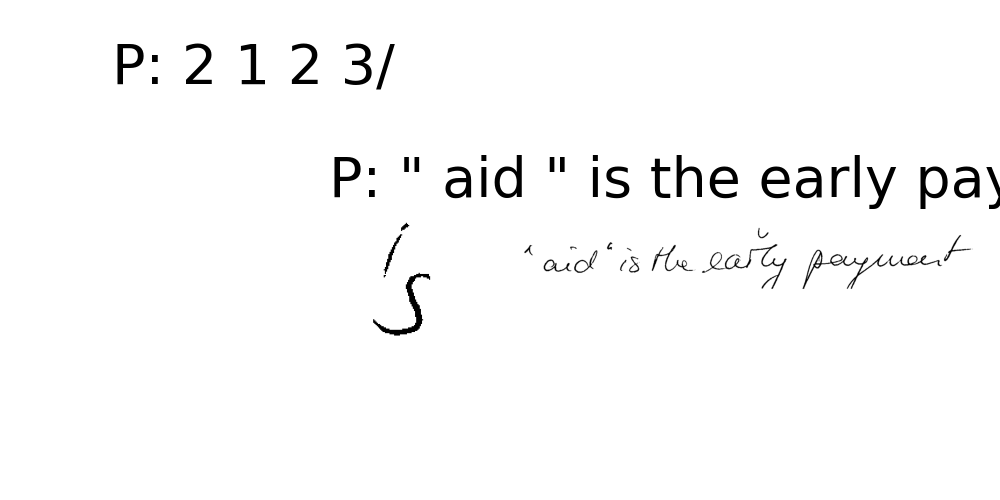 P: 2 1 2 3/
P: " aid " is the early pay
is
"aid" is the early payment